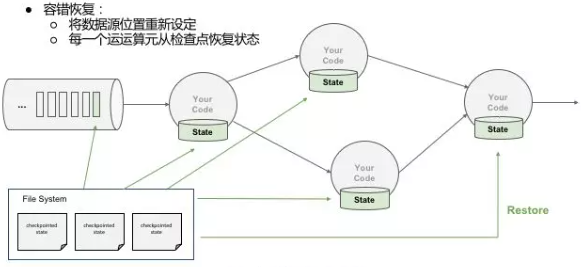 容错恢复：
将数据源位置重新设定
每一个运运算元从检查点恢复状态
...
Your
Code
State
Your
Code
State
Your
Code
State
Your
Code
State
File System
checkpointed
state
checkpointed
state
checkpointed
state
Restore